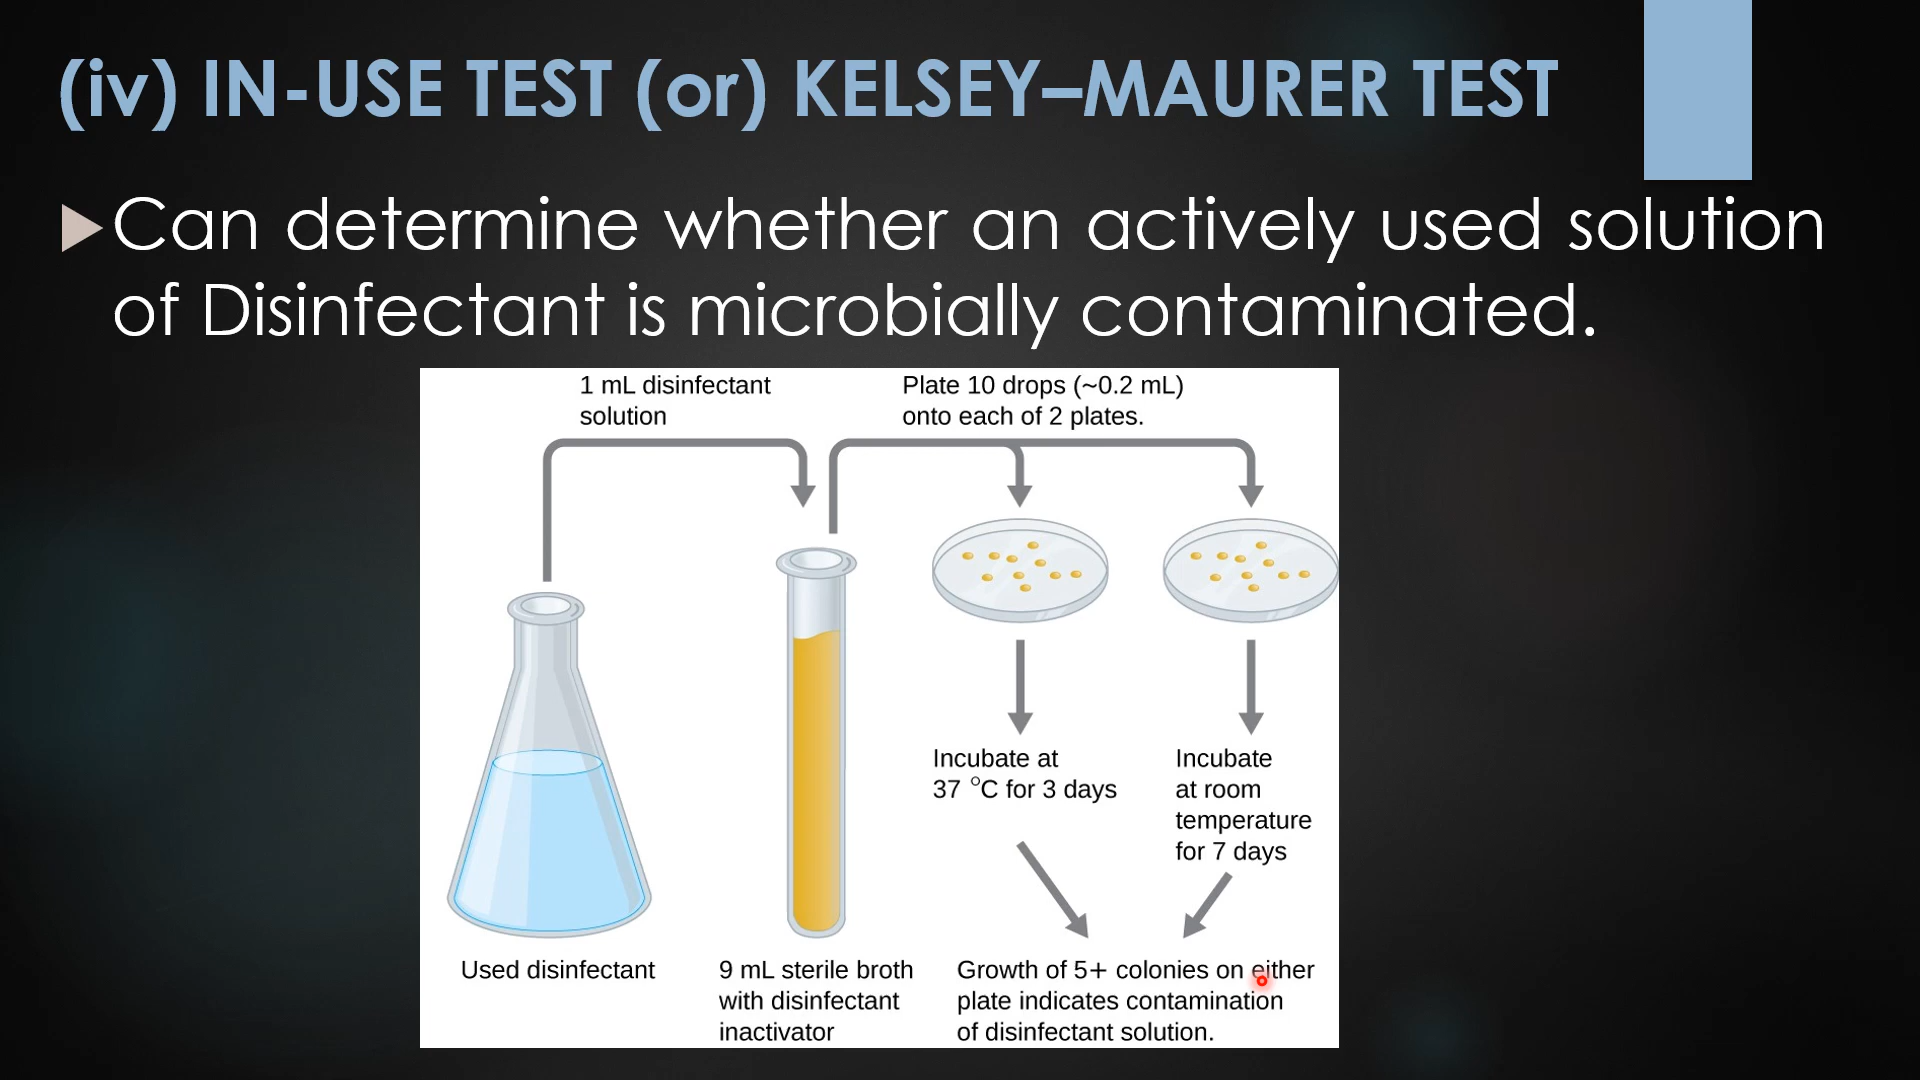 (iv) IN-USE TEST (or) KELSEY–MAURER TEST
Can determine whether an actively used solution
of Disinfectant is microbially contaminated.
1 mL disinfectant
solution
Plate 10 drops (~0.2 mL)
onto each of 2 plates.
Incubate at
37 °C for 3 days
Incubate
at room
temperature
for 7 days
Used disinfectant
9 mL sterile broth
with disinfectant
inactivator
Growth of 5+ colonies on either
plate indicates contamination
of disinfectant solution.